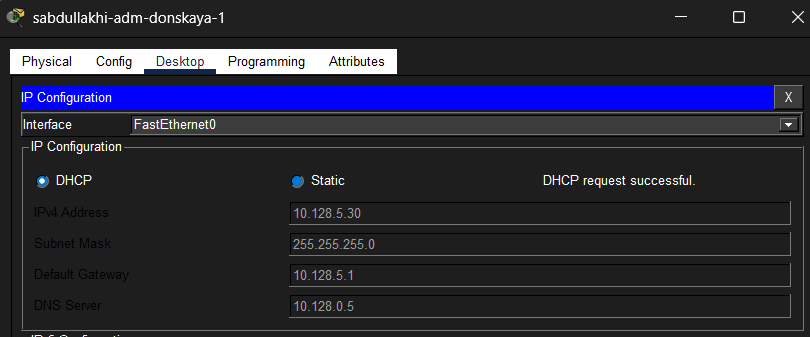 sabdullakhi-adm-donskaya-1
Physical Config Desktop Programming Attributes
IP Configuration X
Interface FastEthernet0
IP Configuration
DHCP Static DHCP request successful.
IPv4 Address 10.128.5.30
Subnet Mask 255.255.255.0
Default Gateway 10.128.5.1
DNS Server 10.128.0.5